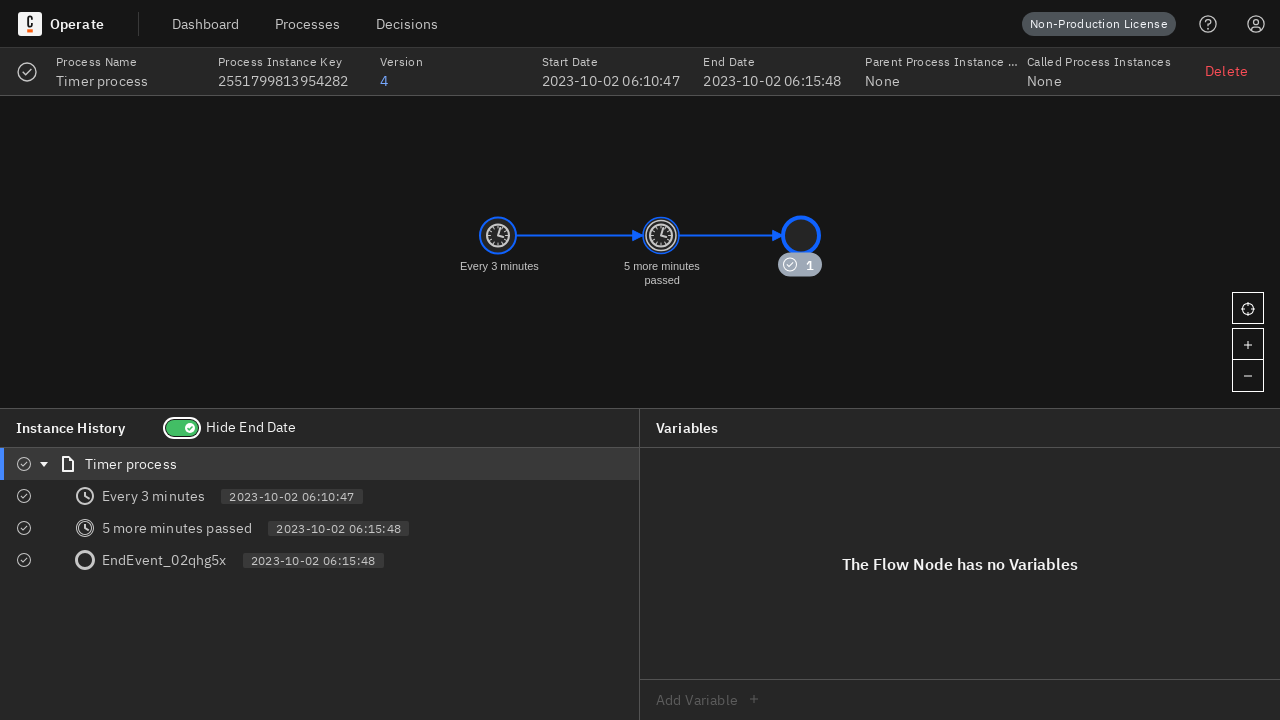 Operate
Dashboard
Processes
Decisions
Non-Production License
Process Name
Timer process
Process Instance Key
2551799813954282
Version
4
Start Date
2023-10-02 06:10:47
End Date
2023-10-02 06:15:48
Parent Process Instance ...
None
Called Process Instances
None
Delete
Every 3 minutes
5 more minutes
passed
1
Instance History
Hide End Date
Timer process
Every 3 minutes
2023-10-02 06:10:47
5 more minutes passed
2023-10-02 06:15:48
EndEvent_02qhg5x
2023-10-02 06:15:48
Variables
The Flow Node has no Variables
Add Variable +